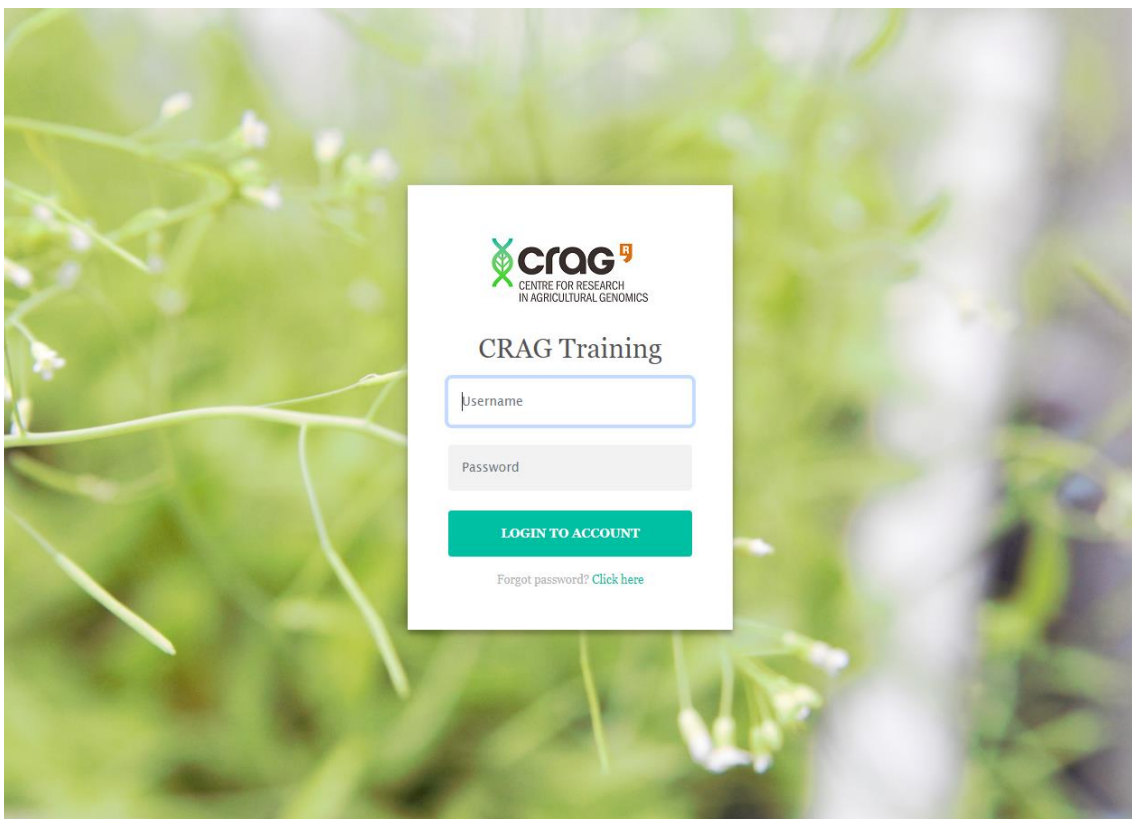 crag R
CENTRE FOR RESEARCH
IN AGRICULTURAL GENOMICS
CRAG Training
Username
Password
LOGIN TO ACCOUNT
Forgot password? Click here